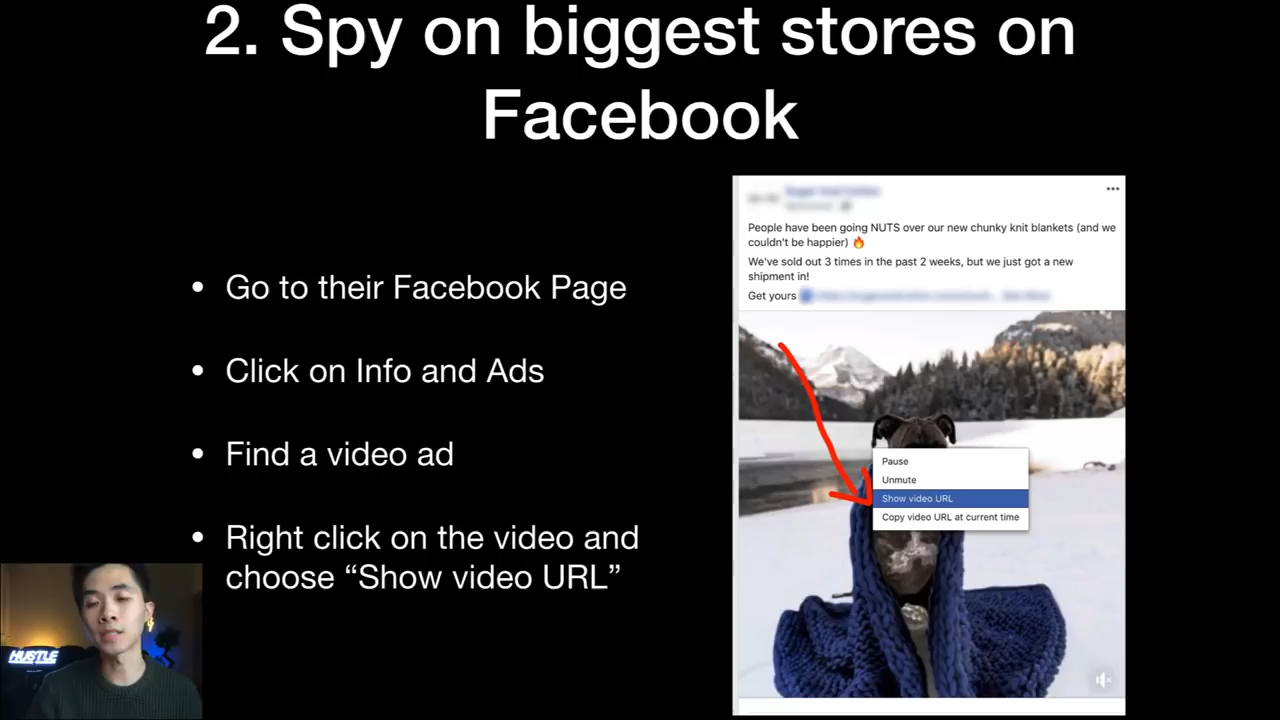 2. Spy on biggest stores on
Facebook
• Go to their Facebook Page
• Click on Info and Ads
• Find a video ad
• Right click on the video and
choose “Show video URL”
People have been going NUTS over our new chunky knit blankets (and we
couldn't be happier) 🔥
We've sold out 3 times in the past 2 weeks, but we just got a new
shipment in!
Get yours
Pause
Unmute
Show video URL
Copy video URL at current time
HUSTLE